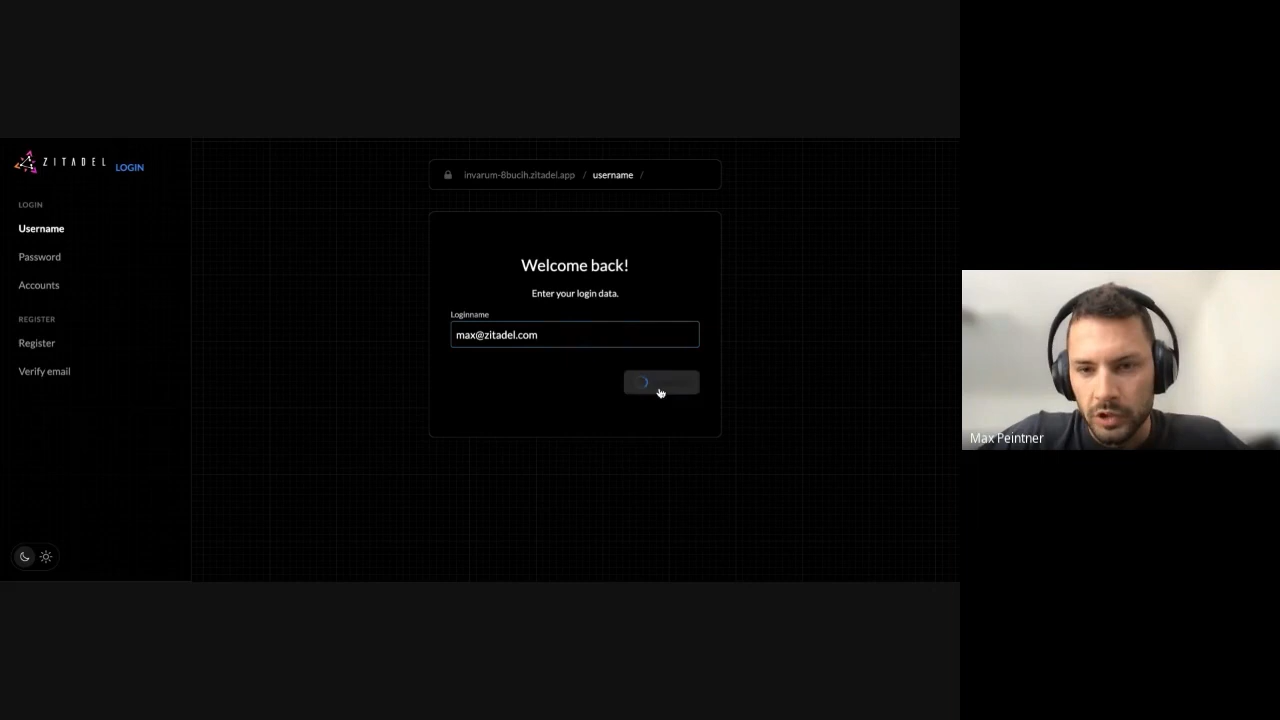 ZITADEL LOGIN
LOGIN
Username
Password
Accounts
REGISTER
Register
Verify email
invarum-8bucih.zitadel.app / username /
Welcome back!
Enter your login data.
Loginname
max@zitadel.com
Max Peintner